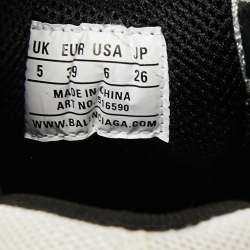 UK EUR USA JP
5 39 6 26
MADE IN CHINA
ART NO. 516590
WWW.BALENCIAGA.COM